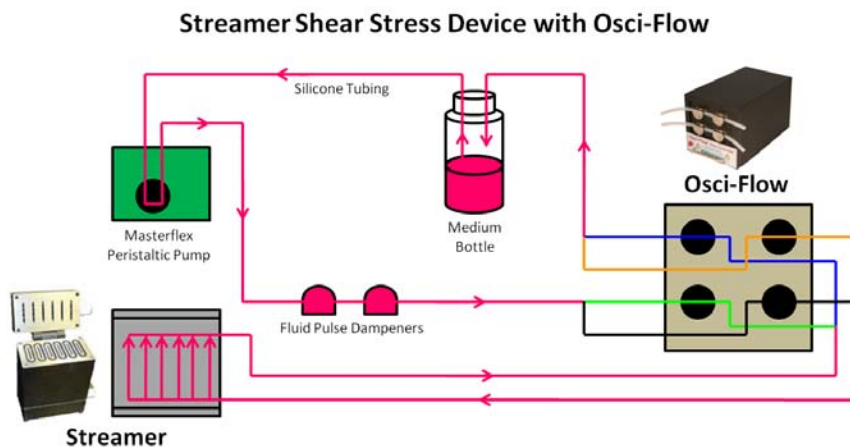 Streamer Shear Stress Device with Osci-Flow
Silicone Tubing
Osci-Flow
Masterflex
Peristaltic Pump
Medium
Bottle
Fluid Pulse Dampeners
Streamer